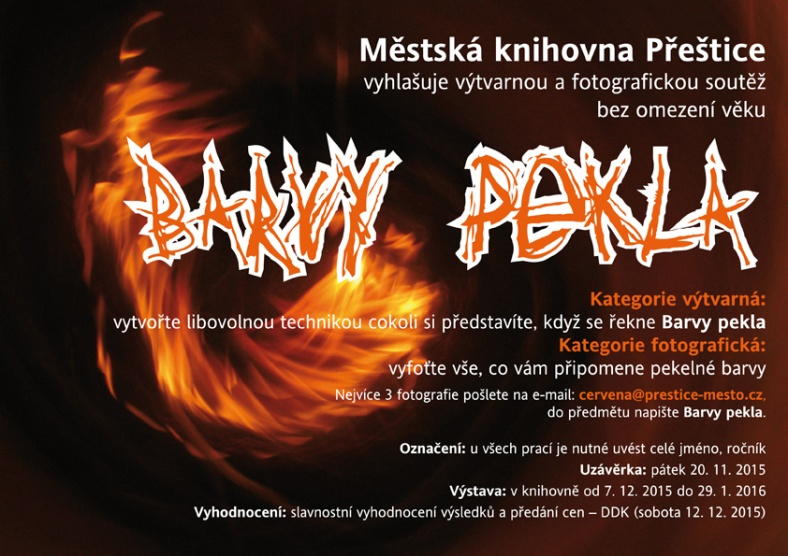 Městská knihovna Přeštice
vyhlašuje výtvarnou a fotografickou soutěž
bez omezení věku
BARVY PEKLA
Kategorie výtvarná:
vytvořte libovolnou technikou cokoli si představíte, když se řekne Barvy pekla
Kategorie fotografická:
vyfoťte vše, co vám připomene pekelné barvy
Nejvíce 3 fotografie pošlete na e-mail: cervena@prestice-mesto.cz,
do předmětu napište Barvy pekla.
Označení: u všech prací je nutné uvést celé jméno, ročník
Uzávěrka: pátek 20. 11. 2015
Výstava: v knihovně od 7. 12. 2015 do 29. 1. 2016
Vyhodnocení: slavnostní vyhodnocení výsledků a předání cen – DDK (sobota 12. 12. 2015)